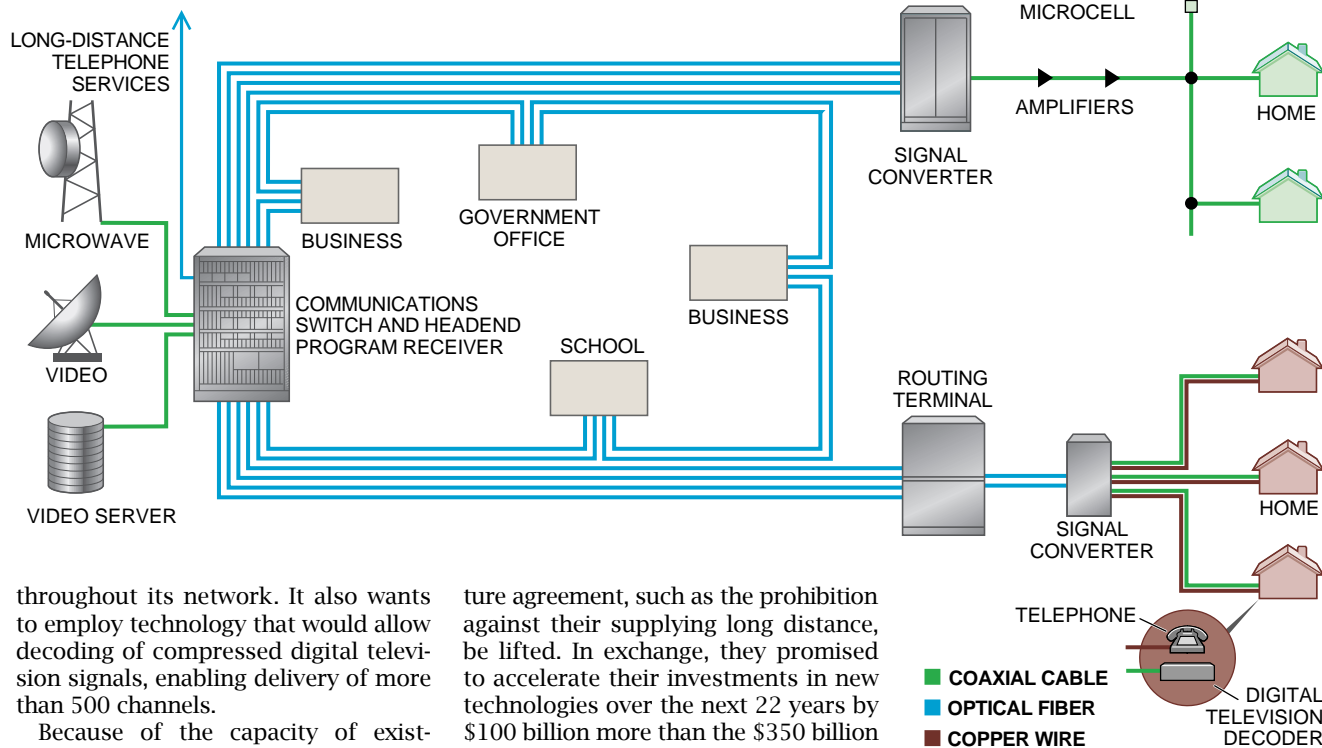 LONG-DISTANCE
TELEPHONE
SERVICES
MICROWAVE
VIDEO
VIDEO SERVER
COMMUNICATIONS
SWITCH AND HEADEND
PROGRAM RECEIVER
BUSINESS
GOVERNMENT
OFFICE
BUSINESS
SCHOOL
SIGNAL
CONVERTER
MICROCELL
AMPLIFIERS
HOME
ROUTING
TERMINAL
SIGNAL
CONVERTER
HOME
TELEPHONE
DIGITAL
TELEVISION
DECODER
COAXIAL CABLE
OPTICAL FIBER
COPPER WIRE
throughout its network. It also wants
to employ technology that would allow
decoding of compressed digital televi-
sion signals, enabling delivery of more
than 500 channels.
Because of the capacity of exist-
ture agreement, such as the prohibition
against their supplying long distance,
be lifted. In exchange, they promised
to accelerate their investments in new
technologies over the next 22 years by
$100 billion more than the $350 billion